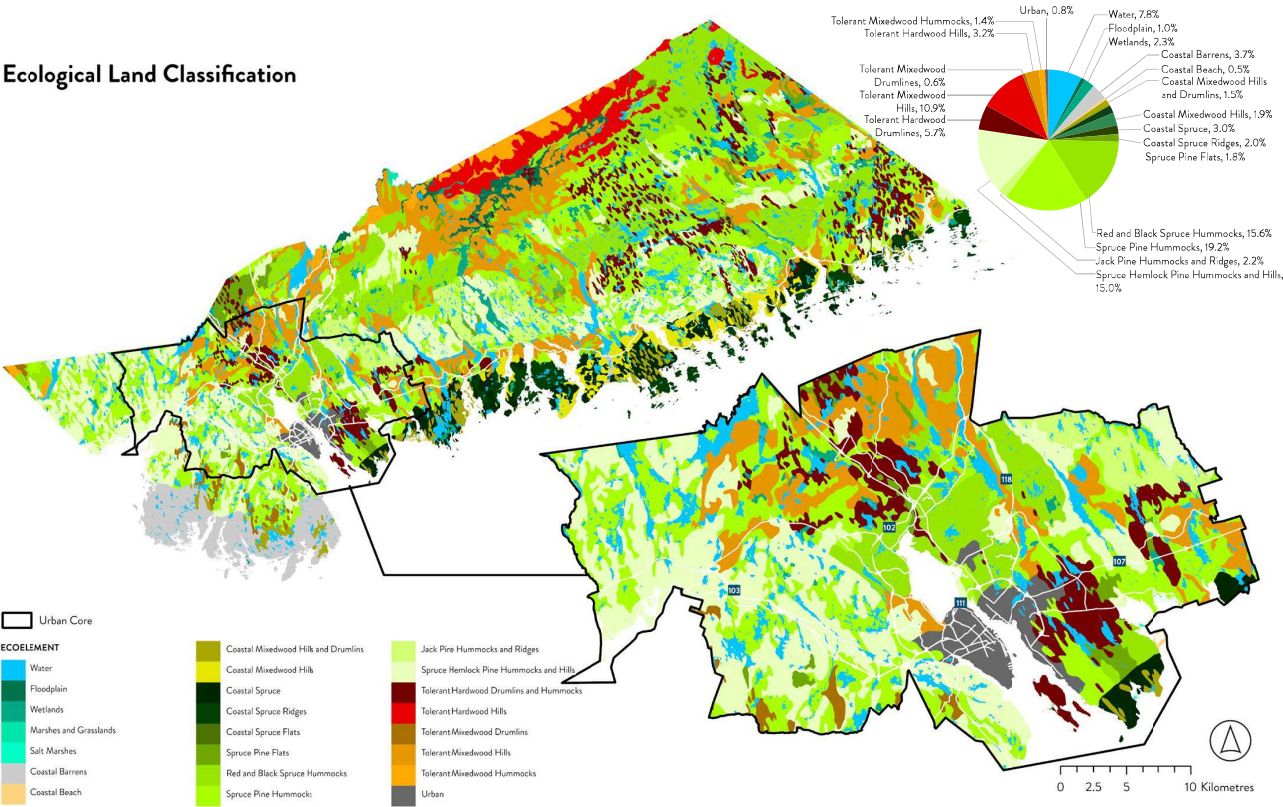 Ecological Land Classification
Urban, 0.8%
Tolerant Mixedwood Hummocks, 1.4%
Tolerant Hardwood Hills, 3.2%
Tolerant Mixedwood
Drumlines, 0.6%
Tolerant Mixedwood
Hills, 10.9%
Tolerant Hardwood
Drumlines, 5.7%
Water, 7.8%
Floodplain, 1.0%
Wetlands, 2.3%
Coastal Barrens, 3.7%
Coastal Beach, 0.5%
Coastal Mixedwood Hills
and Drumlins, 1.5%
Coastal Mixedwood Hills, 1.9%
Coastal Spruce, 3.0%
Coastal Spruce Ridges, 2.0%
Spruce Pine Flats, 1.8%
Red and Black Spruce Hummocks, 15.6%
Spruce Pine Hummocks, 19.2%
Jack Pine Hummocks and Ridges, 2.2%
Spruce Hemlock Pine Hummocks and Hills,
15.0%
118
102
107
103
111
Urban Core
ECOELEMENT
Water
Floodplain
Wetlands
Marshes and Grasslands
Salt Marshes
Coastal Barrens
Coastal Beach
Coastal Mixedwood Hills and Drumlins
Coastal Mixedwood Hills
Coastal Spruce
Coastal Spruce Ridges
Coastal Spruce Flats
Spruce Pine Flats
Red and Black Spruce Hummocks
Spruce Pine Hummocks
Jack Pine Hummocks and Ridges
Spruce Hemlock Pine Hummocks and Hills
Tolerant Hardwood Drumlins and Hummocks
Tolerant Hardwood Hills
Tolerant Mixedwood Drumlins
Tolerant Mixedwood Hills
Tolerant Mixedwood Hummocks
Urban
0 2.5 5 10 Kilometres